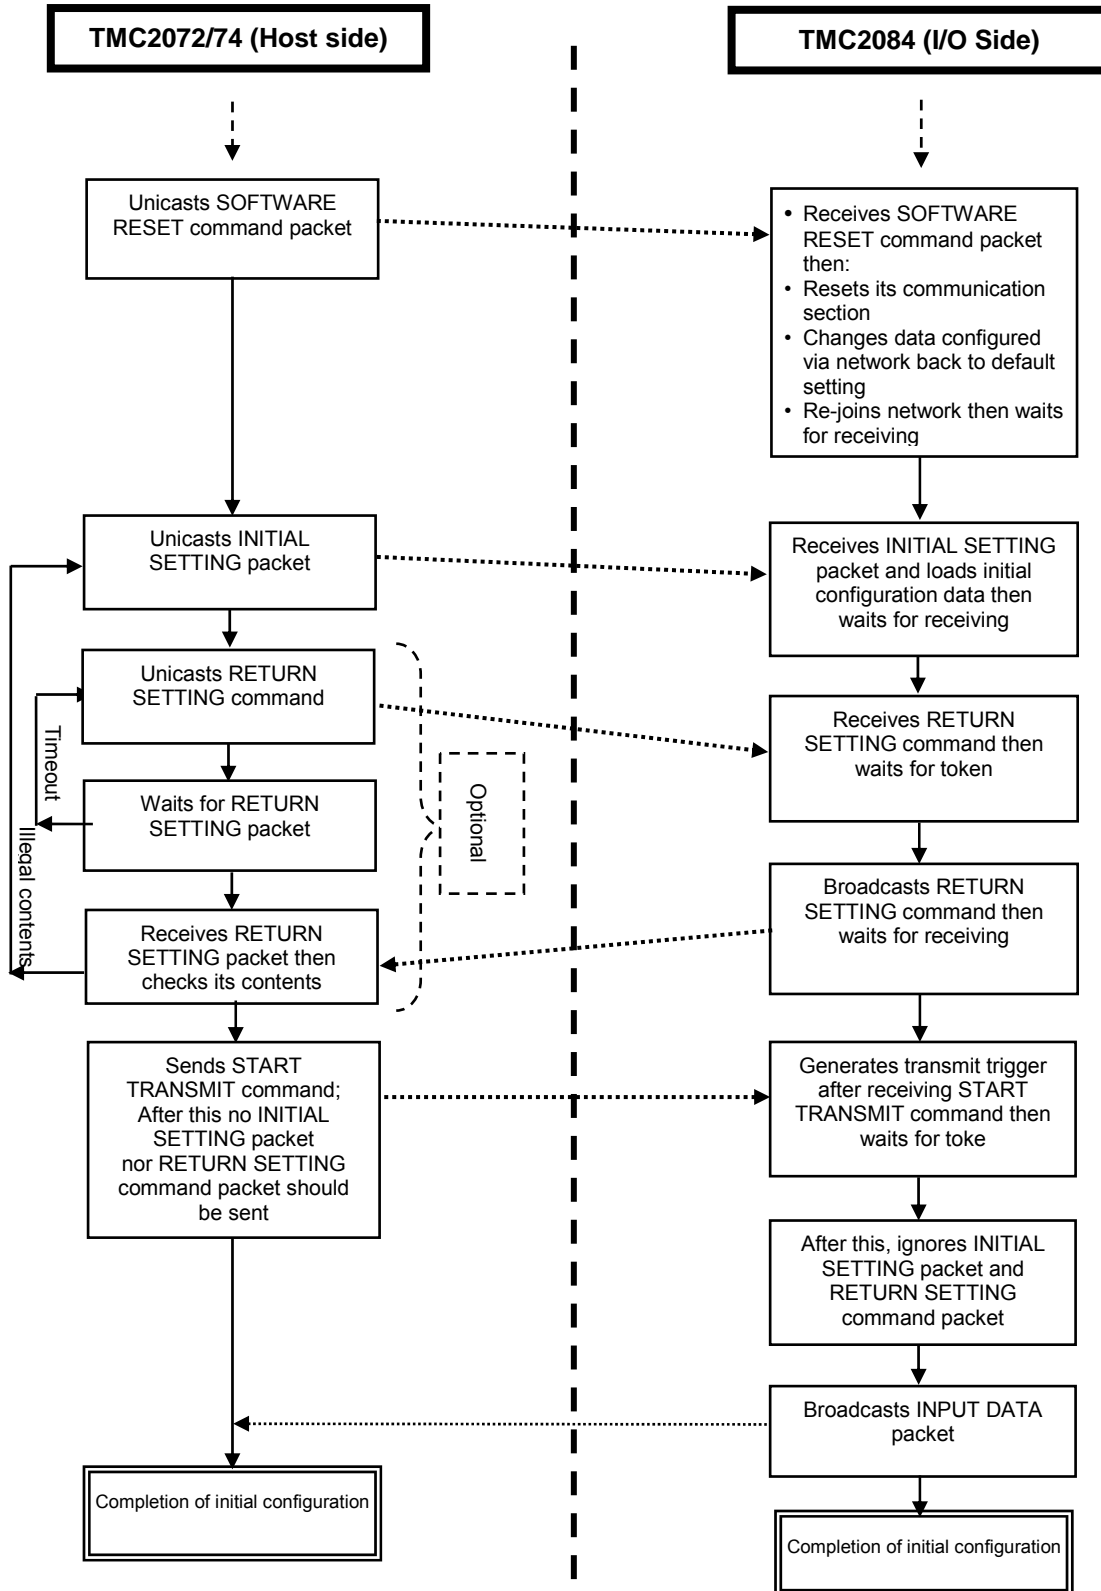 TMC2072/74 (Host side)
TMC2084 (I/O Side)
Unicasts SOFTWARE
RESET command packet
• Receives SOFTWARE
RESET command packet
then:
• Resets its communication
section
• Changes data configured
via network back to default
setting
• Re-joins network then waits
for receiving
Unicasts INITIAL
SETTING packet
Receives INITIAL SETTING
packet and loads initial
configuration data then
waits for receiving
Unicasts RETURN
SETTING command
Receives RETURN
SETTING command then
waits for token
Timeout
Optional
Waits for RETURN
SETTING packet
Illegal contents
Broadcasts RETURN
SETTING command then
waits for receiving
Receives RETURN
SETTING packet then
checks its contents
Sends START
TRANSMIT command;
After this no INITIAL
SETTING packet
nor RETURN SETTING
command packet should
be sent
Generates transmit trigger
after receiving START
TRANSMIT command then
waits for toke
After this, ignores INITIAL
SETTING packet and
RETURN SETTING
command packet
Broadcasts INPUT DATA
packet
Completion of initial configuration
Completion of initial configuration